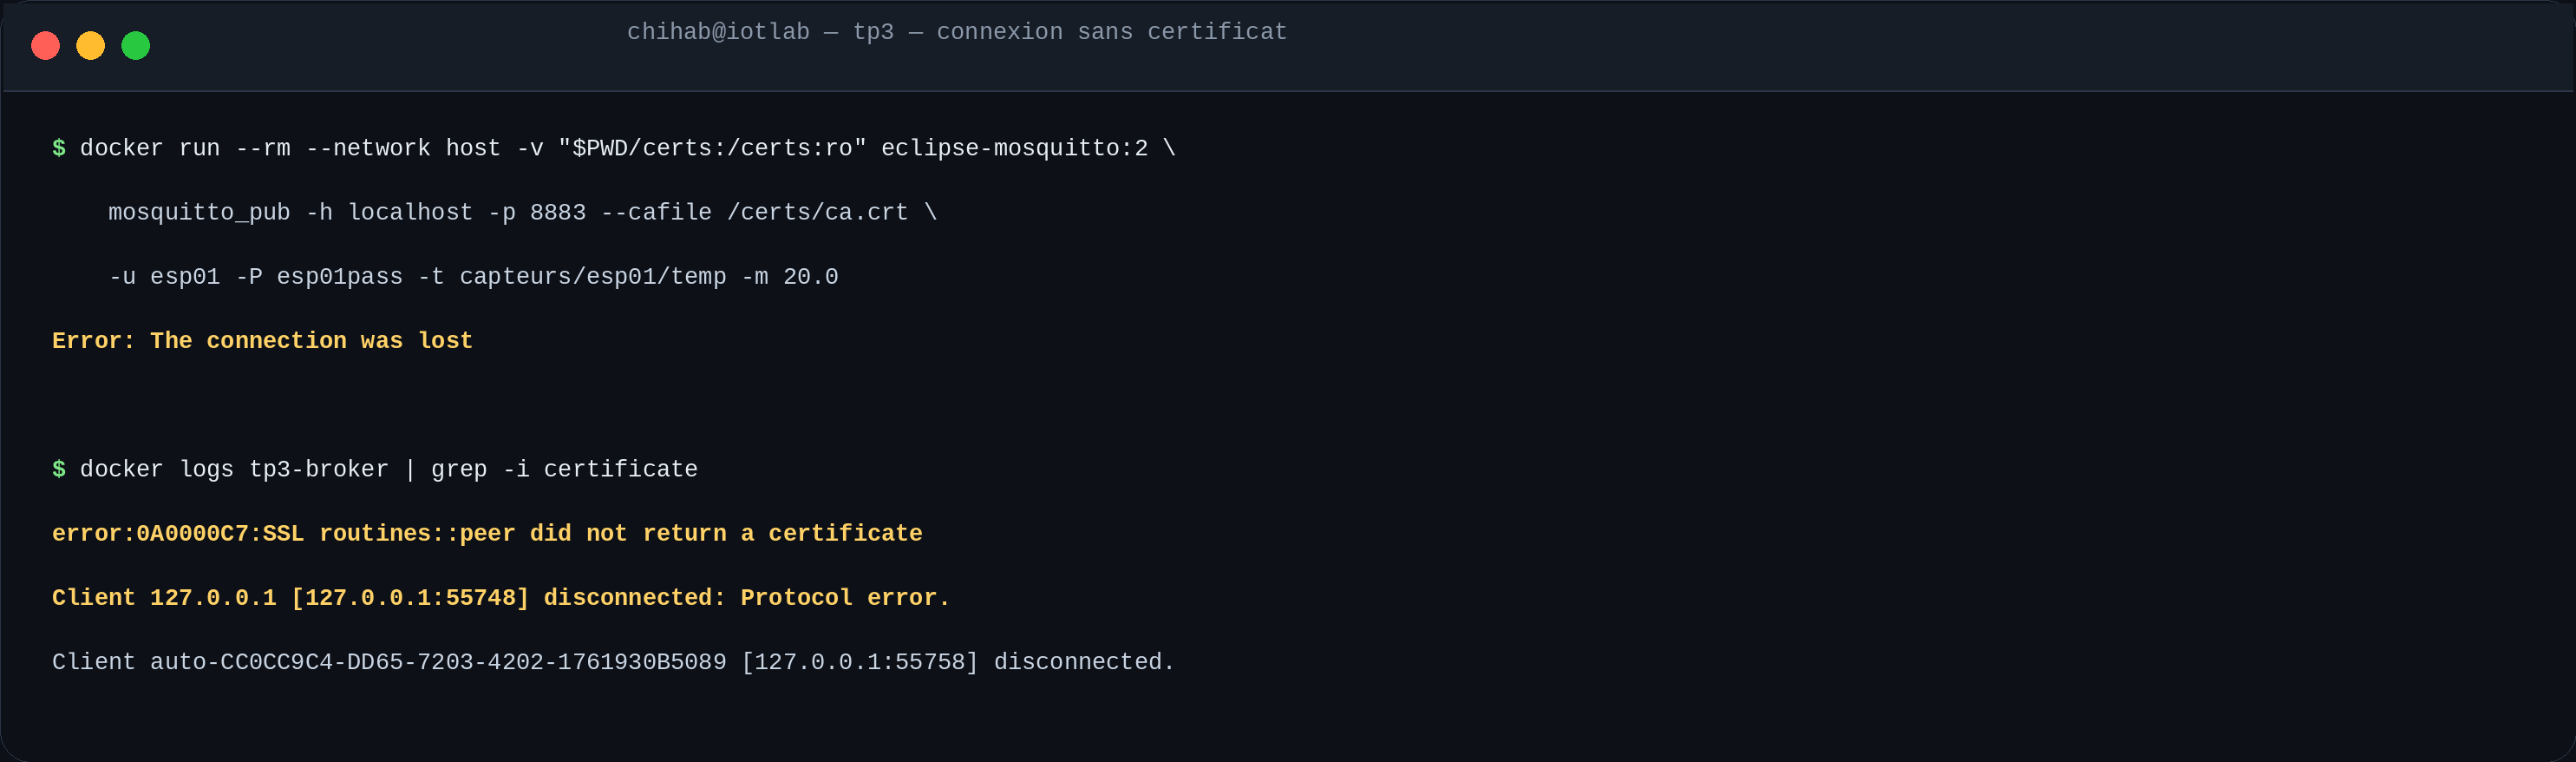 chihab@iotlab — tp3 — connexion sans certificat
$ docker run --rm --network host -v "$PWD/certs:/certs:ro" eclipse-mosquitto:2 \
mosquitto_pub -h localhost -p 8883 --cafile /certs/ca.crt \
-u esp01 -P esp01pass -t capteurs/esp01/temp -m 20.0
Error: The connection was lost
$ docker logs tp3-broker | grep -i certificate
error:0A0000C7:SSL routines::peer did not return a certificate
Client 127.0.0.1 [127.0.0.1:55748] disconnected: Protocol error.
Client auto-CC0CC9C4-DD65-7203-4202-1761930B5089 [127.0.0.1:55758] disconnected.